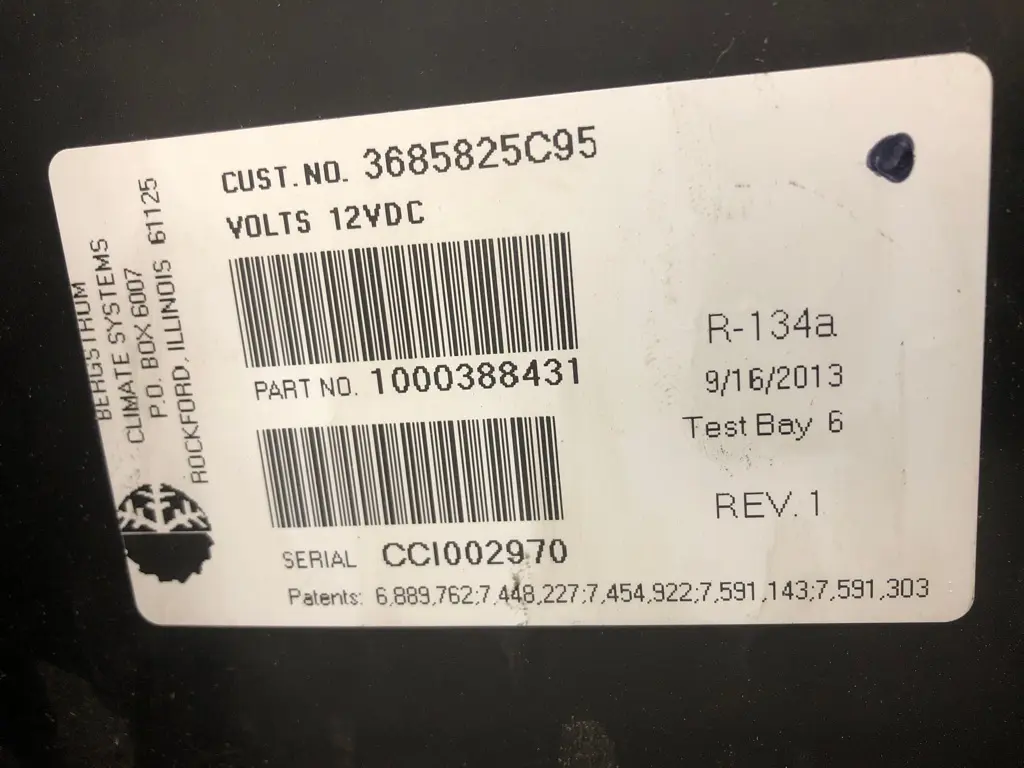 BERGSTROM
CLIMATE SYSTEMS
P.O. BOX 6007
ROCKFORD, ILLINOIS 61125
CUST. NO. 3685825C95
VOLTS 12VDC
PART NO. 1000388431
SERIAL CCI002970
R-134a
9/16/2013
Test Bay 6
REV. 1
Patents: 6,889,762;7,448,227;7,454,922;7,591,143;7,591,303